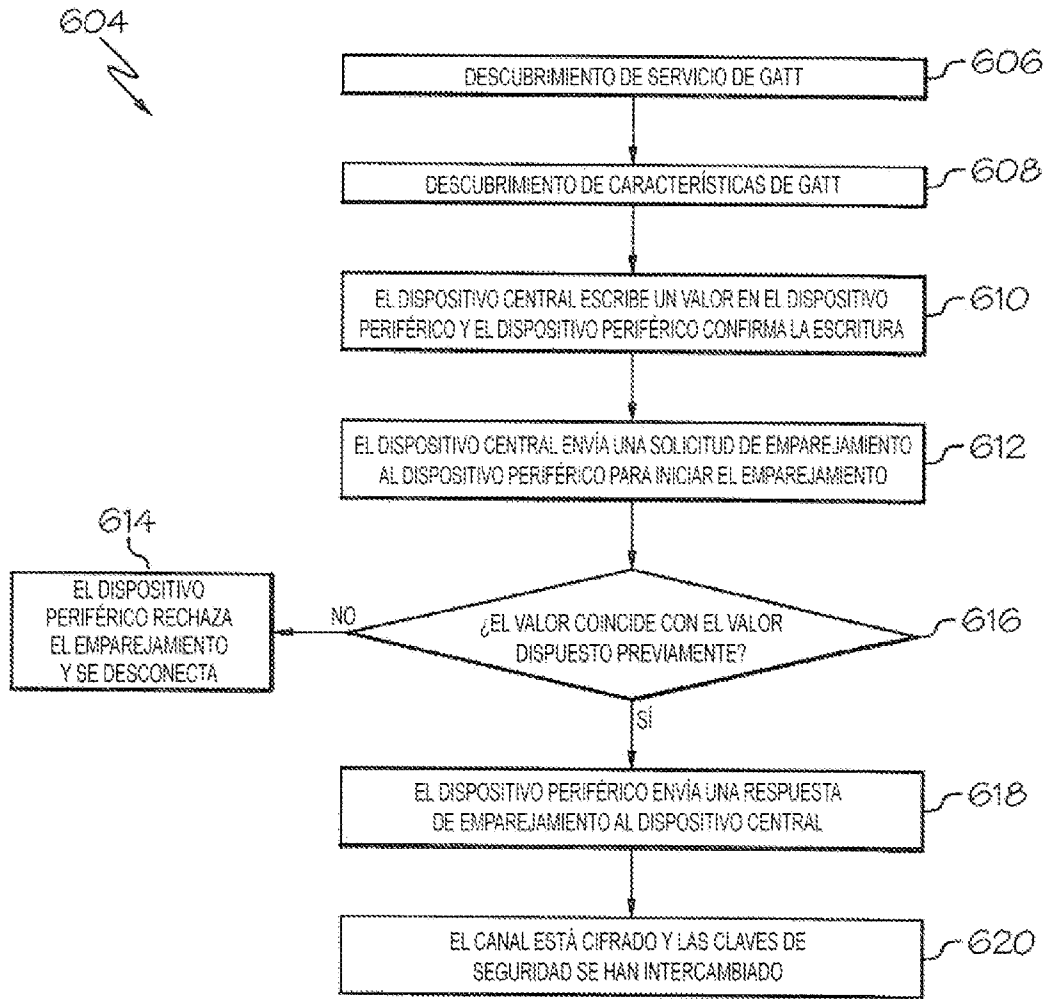 604
DESCUBRIMIENTO DE SERVICIO DE GATT
606
DESCUBRIMIENTO DE CARACTERÍSTICAS DE GATT
608
EL DISPOSITIVO CENTRAL ESCRIBE UN VALOR EN EL DISPOSITIVO
PERIFÉRICO Y EL DISPOSITIVO PERIFÉRICO CONFIRMA LA ESCRITURA
610
EL DISPOSITIVO CENTRAL ENVÍA UNA SOLICITUD DE EMPAREJAMIENTO
AL DISPOSITIVO PERIFÉRICO PARA INICIAR EL EMPAREJAMIENTO
612
614
EL DISPOSITIVO
PERIFÉRICO RECHAZA
EL EMPAREJAMIENTO
Y SE DESCONECTA
NO
¿EL VALOR COINCIDE CON EL VALOR
DISPUESTO PREVIAMENTE?
616
SÍ
EL DISPOSITIVO PERIFÉRICO ENVÍA UNA RESPUESTA
DE EMPAREJAMIENTO AL DISPOSITIVO CENTRAL
618
EL CANAL ESTÁ CIFRADO Y LAS CLAVES DE
SEGURIDAD SE HAN INTERCAMBIADO
620